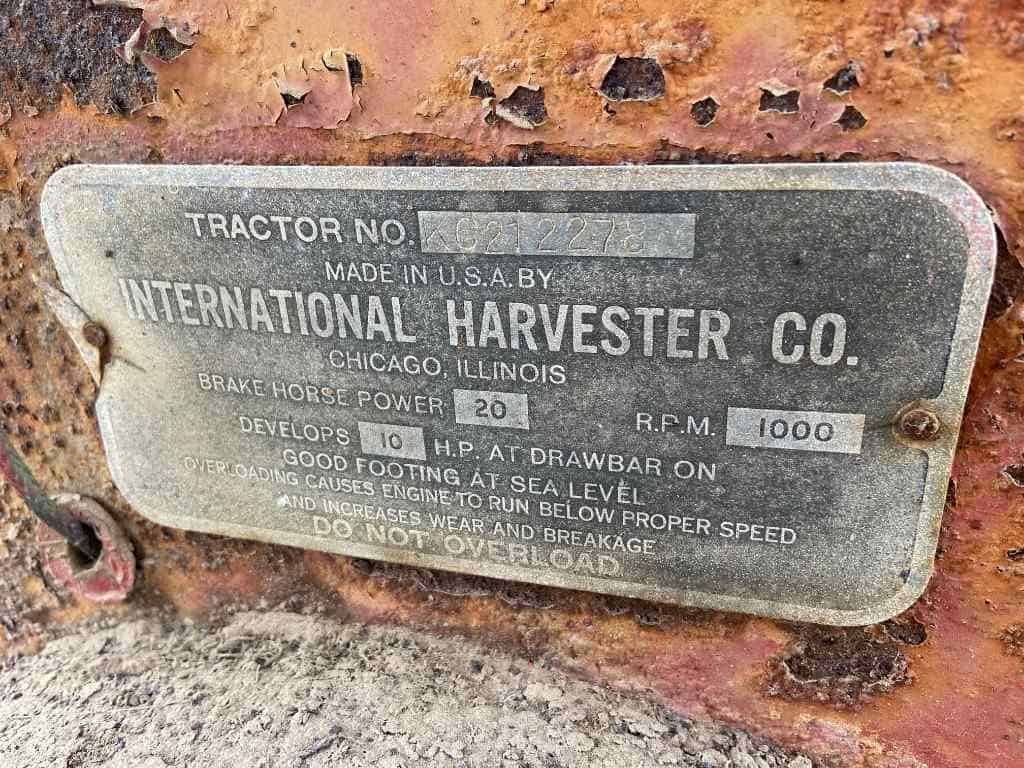 TRACTOR NO. KC212278
MADE IN U.S.A. BY
INTERNATIONAL HARVESTER CO.
CHICAGO, ILLINOIS
BRAKE HORSE POWER 20 R.P.M. 1000
DEVELOPS 10 H.P. AT DRAWBAR ON
GOOD FOOTING AT SEA LEVEL
OVERLOADING CAUSES ENGINE TO RUN BELOW PROPER SPEED
AND INCREASES WEAR AND BREAKAGE
DO NOT OVERLOAD